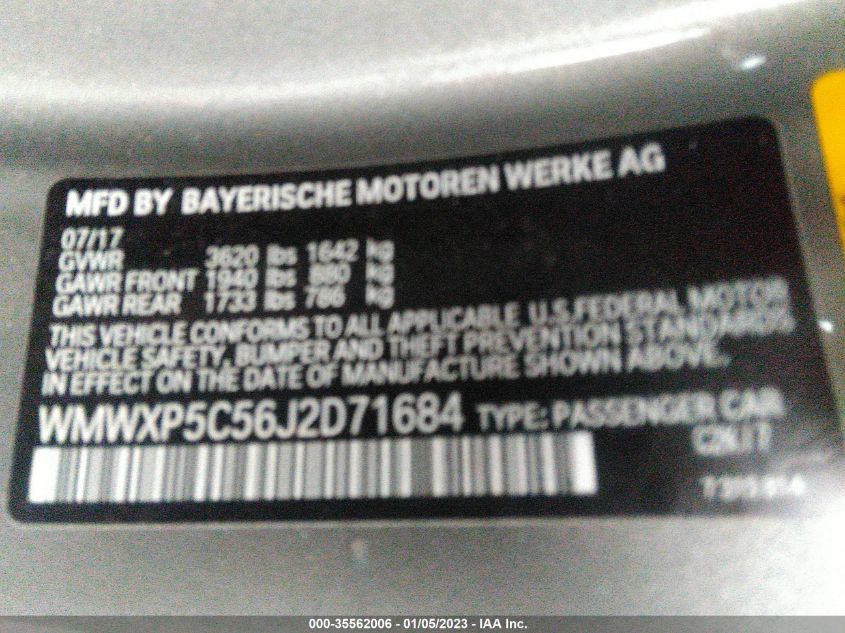 MFD BY BAYERISCHE MOTOREN WERKE AG
07/17
GVWR 3620 lbs 1642 kg
GAWR FRONT 1940 lbs 880 kg
GAWR REAR 1733 lbs 786 kg
THIS VEHICLE CONFORMS TO ALL APPLICABLE U.S.FEDERAL MOTOR
VEHICLE SAFETY, BUMPER AND THEFT PREVENTION STANDARDS
IN EFFECT ON THE DATE OF MANUFACTURE SHOWN ABOVE.
WMWXP5C56J2D71684 TYPE: PASSENGER CAR
000-35562006 - 01/05/2023 - IAA Inc.